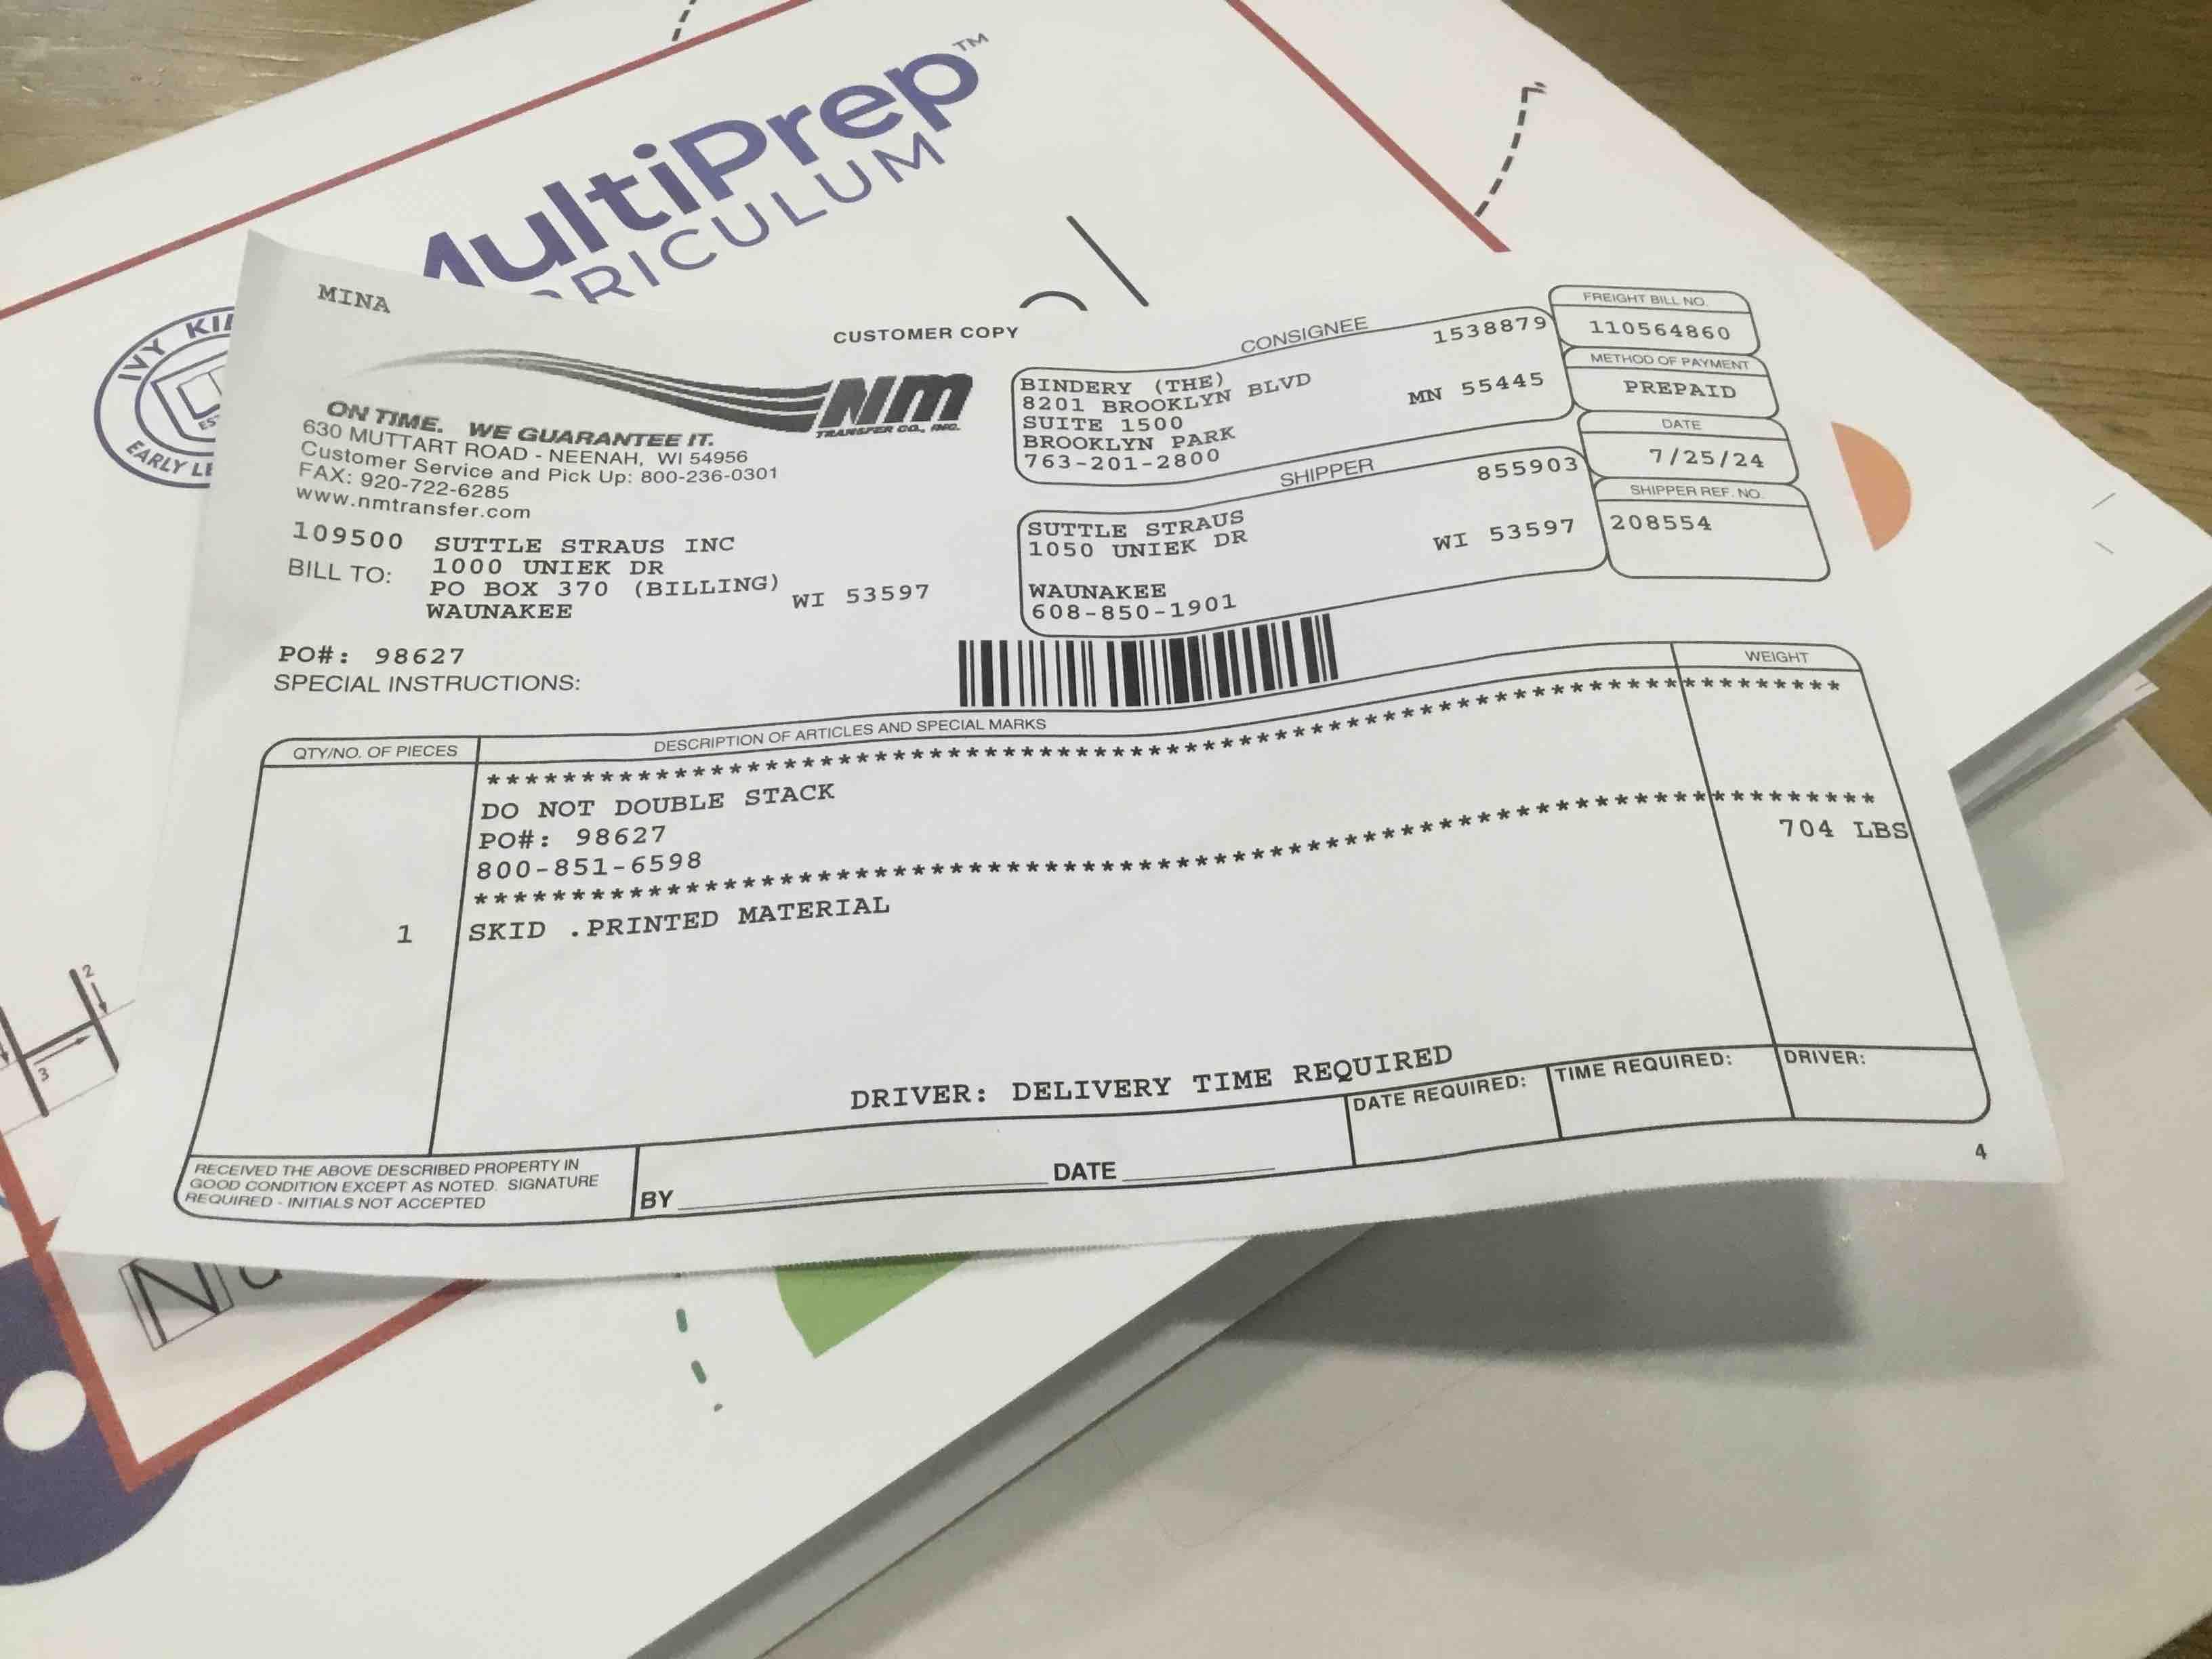 MultiPrep™
RRICULUM
IVY KI
EARLY LE
MINA
CUSTOMER COPY
NM
TRANSFER CO., INC.
ON TIME. WE GUARANTEE IT.
630 MUTTART ROAD - NEENAH, WI 54956
Customer Service and Pick Up: 800-236-0301
FAX: 920-722-6285
www.nmtransfer.com
109500 SUTTLE STRAUS INC
BILL TO: 1000 UNIEK DR
PO BOX 370 (BILLING)
WAUNAKEE WI 53597
PO#: 98627
SPECIAL INSTRUCTIONS:
CONSIGNEE 1538879
BINDERY (THE)
8201 BROOKLYN BLVD MN 55445
SUITE 1500
BROOKLYN PARK
763-201-2800
SHIPPER 855903
SUTTLE STRAUS
1050 UNIEK DR WI 53597
WAUNAKEE
608-850-1901
FREIGHT BILL NO.
110564860
METHOD OF PAYMENT
PREPAID
DATE
7/25/24
SHIPPER REF. NO.
208554
QTY/NO. OF PIECES DESCRIPTION OF ARTICLES AND SPECIAL MARKS WEIGHT
**************************************************************************
DO NOT DOUBLE STACK
PO#: 98627
800-851-6598
**************************************************************************
1 SKID .PRINTED MATERIAL 704 LBS
DRIVER: DELIVERY TIME REQUIRED
DATE REQUIRED: TIME REQUIRED: DRIVER:
RECEIVED THE ABOVE DESCRIBED PROPERTY IN
GOOD CONDITION EXCEPT AS NOTED. SIGNATURE
REQUIRED - INITIALS NOT ACCEPTED
BY DATE
4
2
3
N